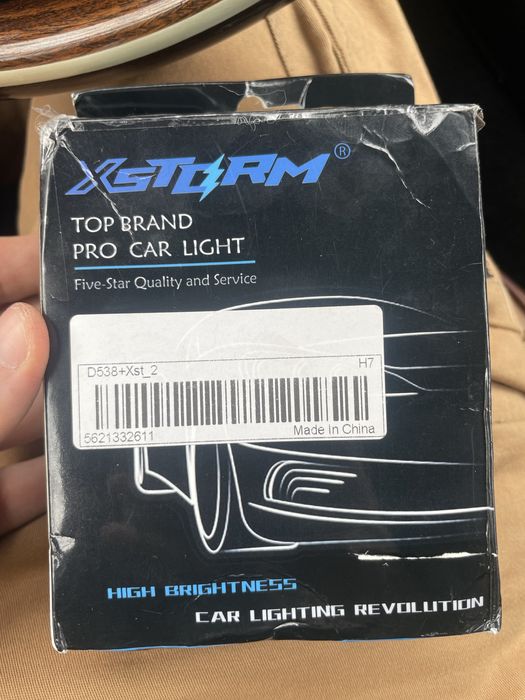 XSTORM®
TOP BRAND
PRO CAR LIGHT
Five-Star Quality and Service
D538+Xst_2 H7
5621332611 Made In China
HIGH BRIGHTNESS
CAR LIGHTING REVOLUTION